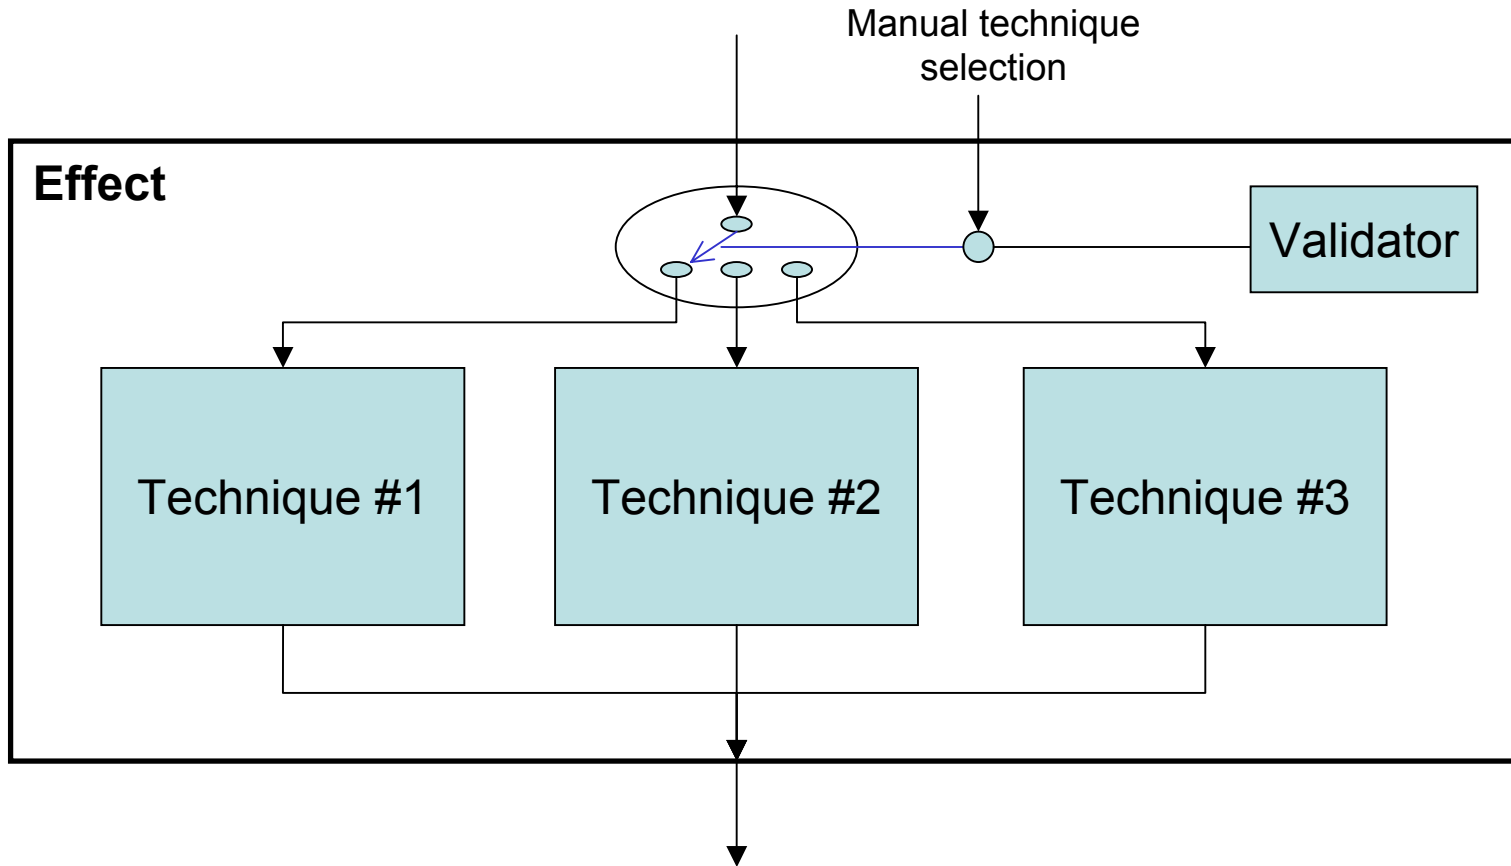 Manual technique
selection
Effect
Validator
Technique #1
Technique #2
Technique #3